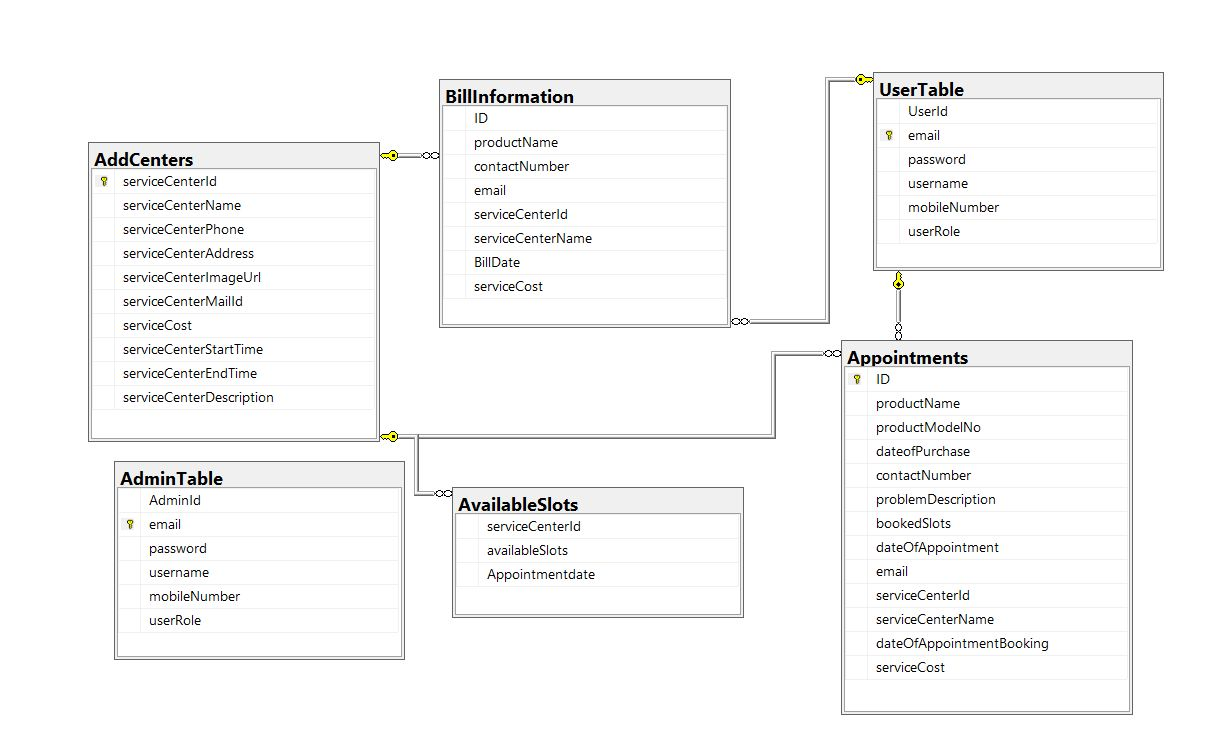 BillInformation
ID
productName
contactNumber
email
serviceCenterId
serviceCenterName
BillDate
serviceCost
UserTable
UserId
email
password
username
mobileNumber
userRole
AddCenters
serviceCenterId
serviceCenterName
serviceCenterPhone
serviceCenterAddress
serviceCenterImageUrl
serviceCenterMailId
serviceCost
serviceCenterStartTime
serviceCenterEndTime
serviceCenterDescription
Appointments
ID
productName
productModelNo
dateofPurchase
contactNumber
problemDescription
bookedSlots
dateOfAppointment
email
serviceCenterId
serviceCenterName
dateOfAppointmentBooking
serviceCost
AdminTable
AdminId
email
password
username
mobileNumber
userRole
AvailableSlots
serviceCenterId
availableSlots
Appointmentdate